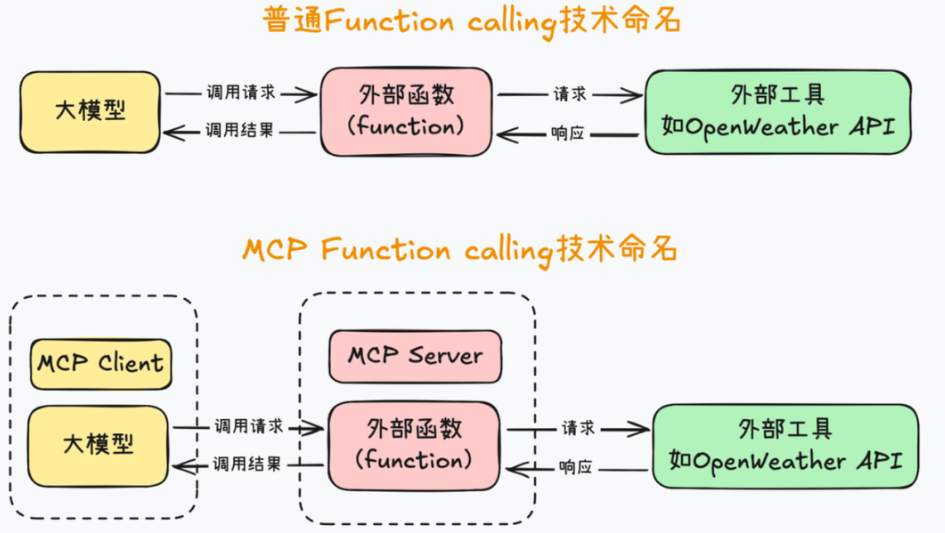 普通Function calling技术命名
大模型
调用请求
调用结果
外部函数
(function)
请求
响应
外部工具
如OpenWeather API
MCP Function calling技术命名
MCP Client
大模型
调用请求
调用结果
MCP Server
外部函数
(function)
请求
响应
外部工具
如OpenWeather API